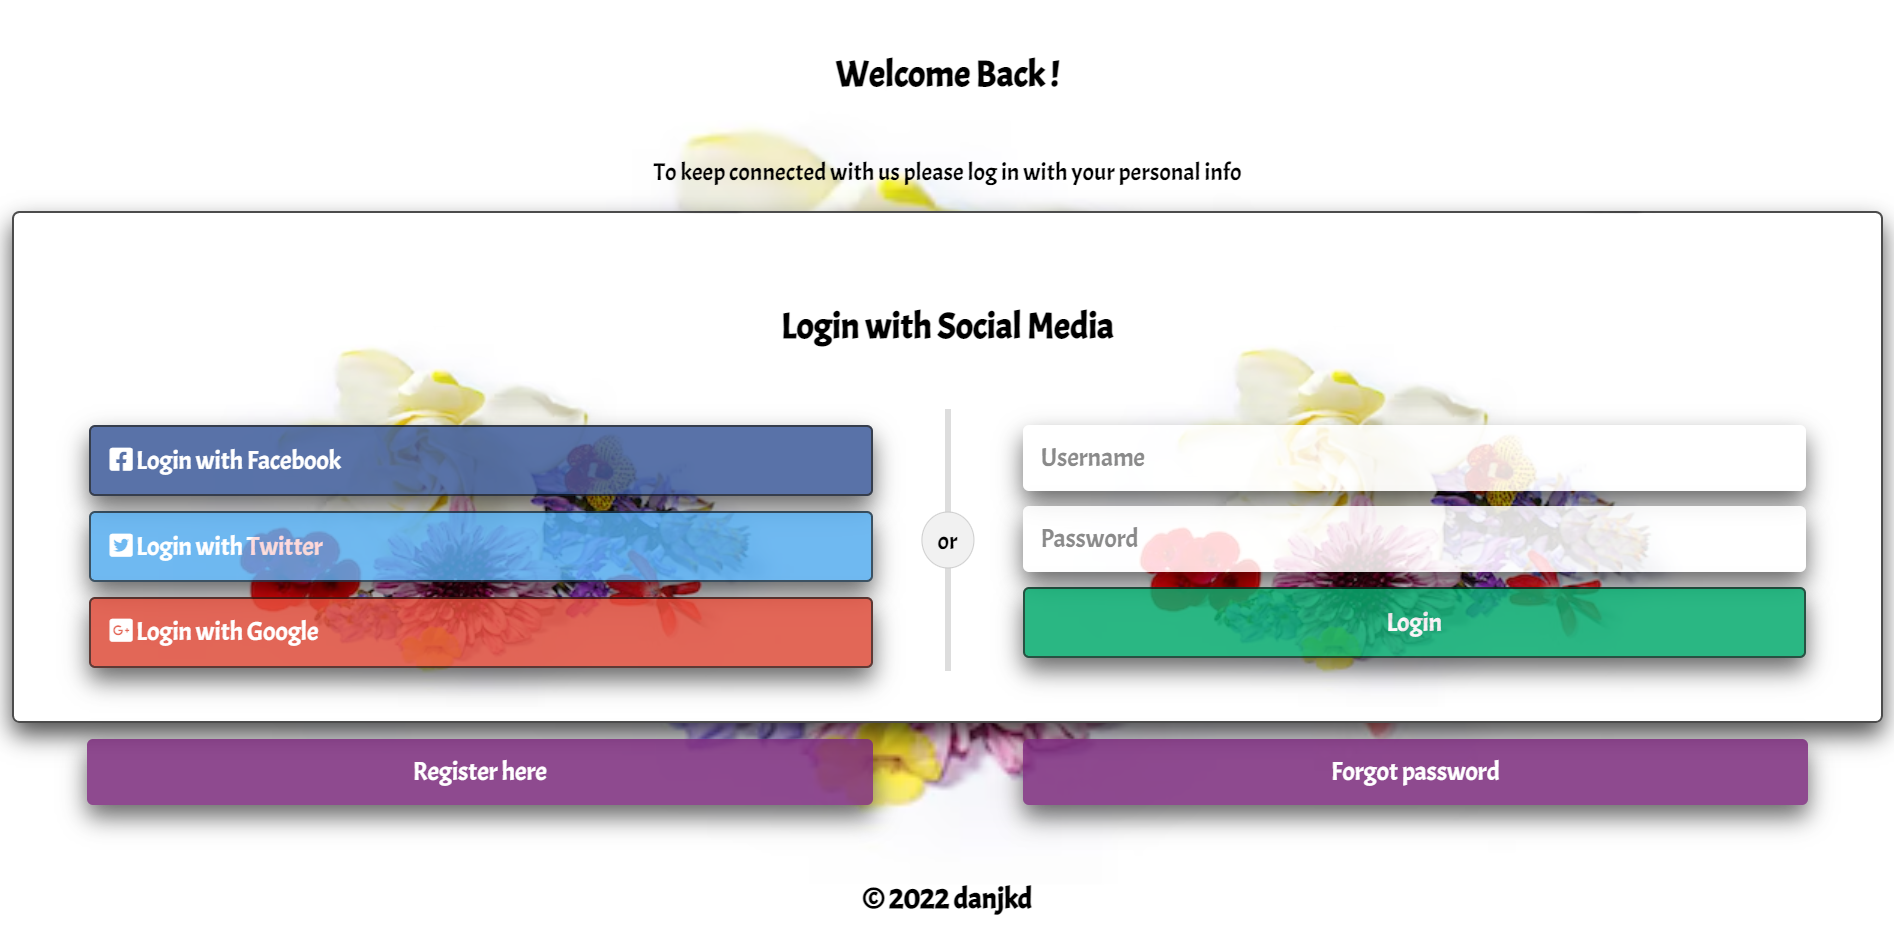 Welcome Back !
To keep connected with us please log in with your personal info
Login with Social Media
Login with Facebook
Login with Twitter
G+ Login with Google
or
Username
Password
Login
Register here
Forgot password
© 2022 danjkd